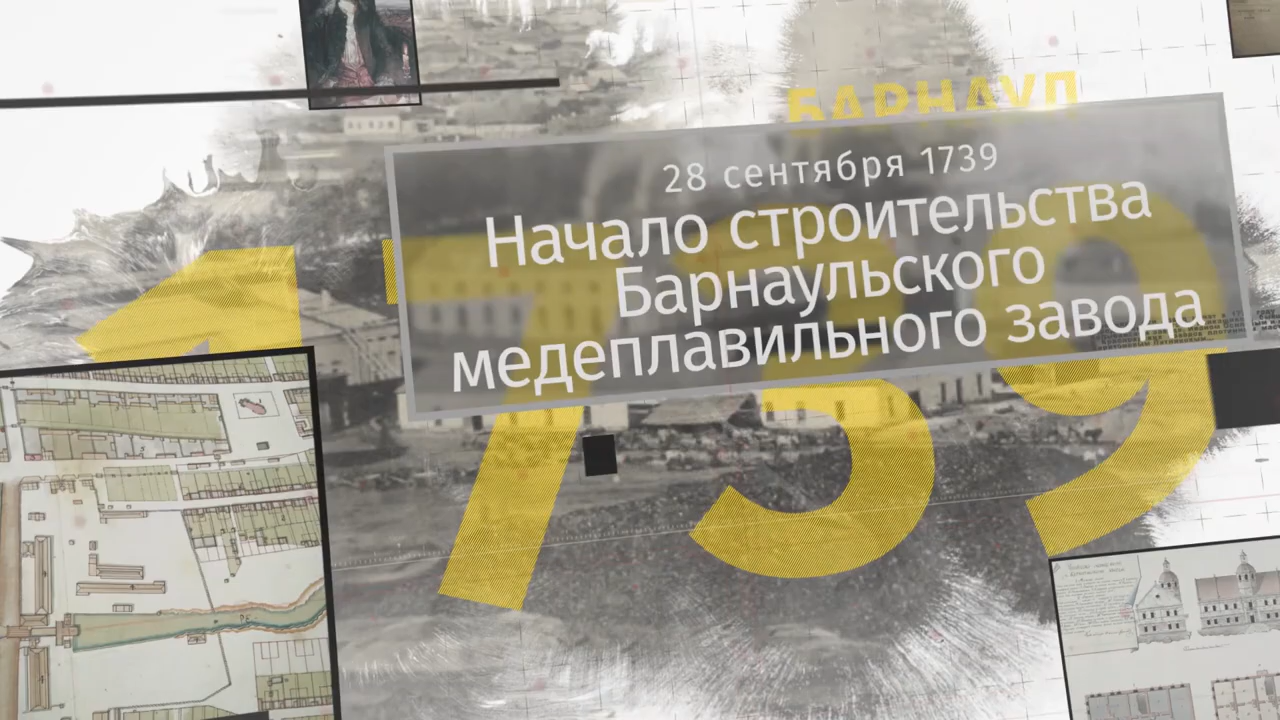 БАРНАУЛ
28 сентября 1739
Начало строительства
Барнаульского
медеплавильного завода
1739